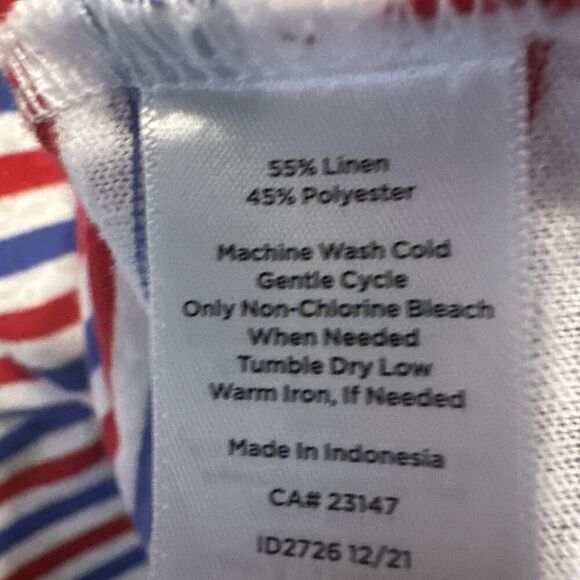 55% Linen
45% Polyester
Machine Wash Cold
Gentle Cycle
Only Non-Chlorine Bleach
When Needed
Tumble Dry Low
Warm Iron, If Needed
Made In Indonesia
CA# 23147
ID2726 12/21